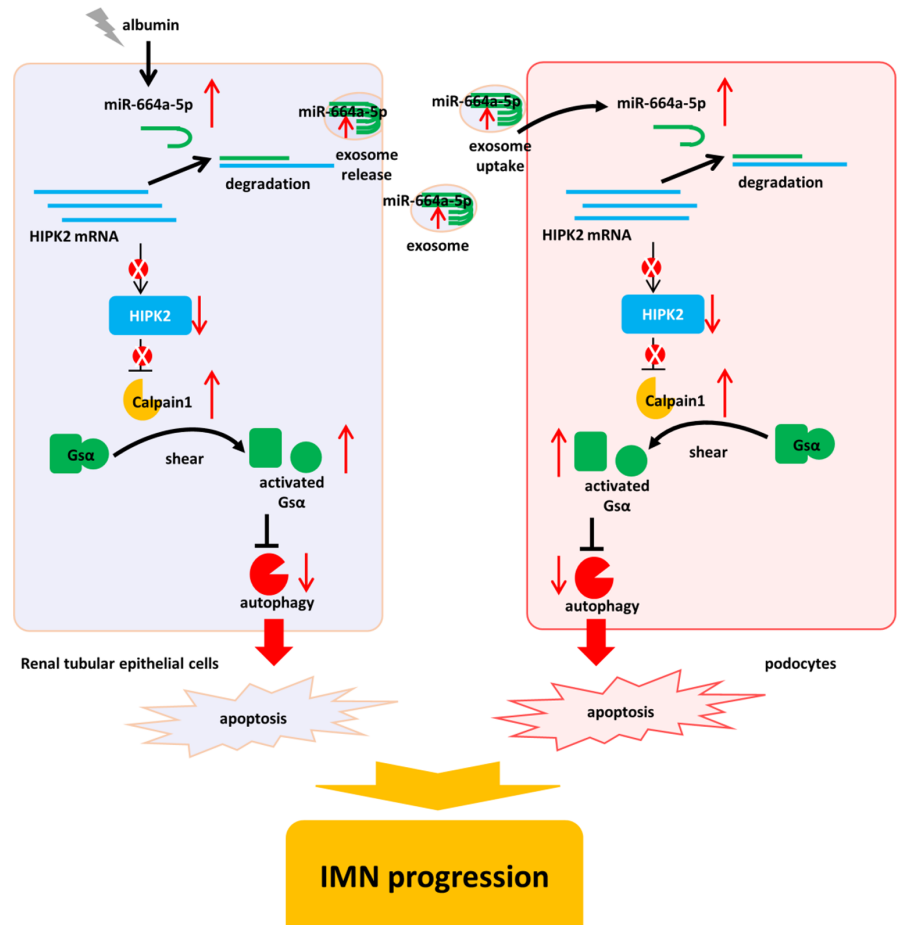 albumin
miR-664a-5p
degradation
HIPK2 mRNA
HIPK2
Calpain1
Gsα
shear
activated
Gsα
autophagy
Renal tubular epithelial cells
apoptosis
miR-664a-5p
exosome
release
miR-664a-5p
exosome
miR-664a-5p
exosome
uptake
miR-664a-5p
degradation
HIPK2 mRNA
HIPK2
Calpain1
Gsα
shear
activated
Gsα
autophagy
podocytes
apoptosis
IMN progression